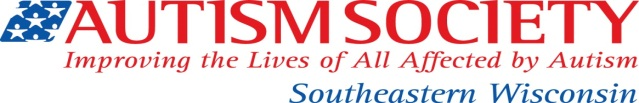 AUTISM SOCIETY
Improving the Lives of All Affected by Autism
Southeastern Wisconsin